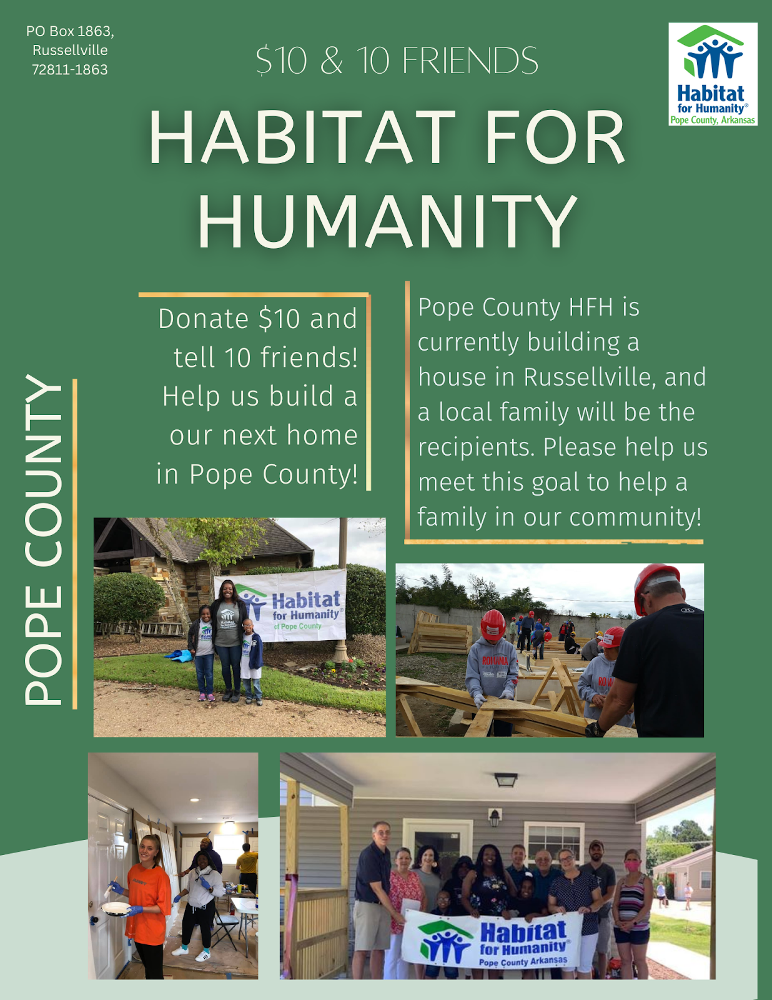 PO Box 1863,
Russellville
72811-1863
$10 & 10 FRIENDS
Habitat
for Humanity®
Pope County, Arkansas
HABITAT FOR
HUMANITY
POPE COUNTY
Donate $10 and
tell 10 friends!
Help us build a
our next home
in Pope County!
Pope County HFH is
currently building a
house in Russellville, and
a local family will be the
recipients. Please help us
meet this goal to help a
family in our community!
Habitat
for Humanity®
of Pope County
ROMANIA
Habitat
for Humanity®
Pope County Arkansas